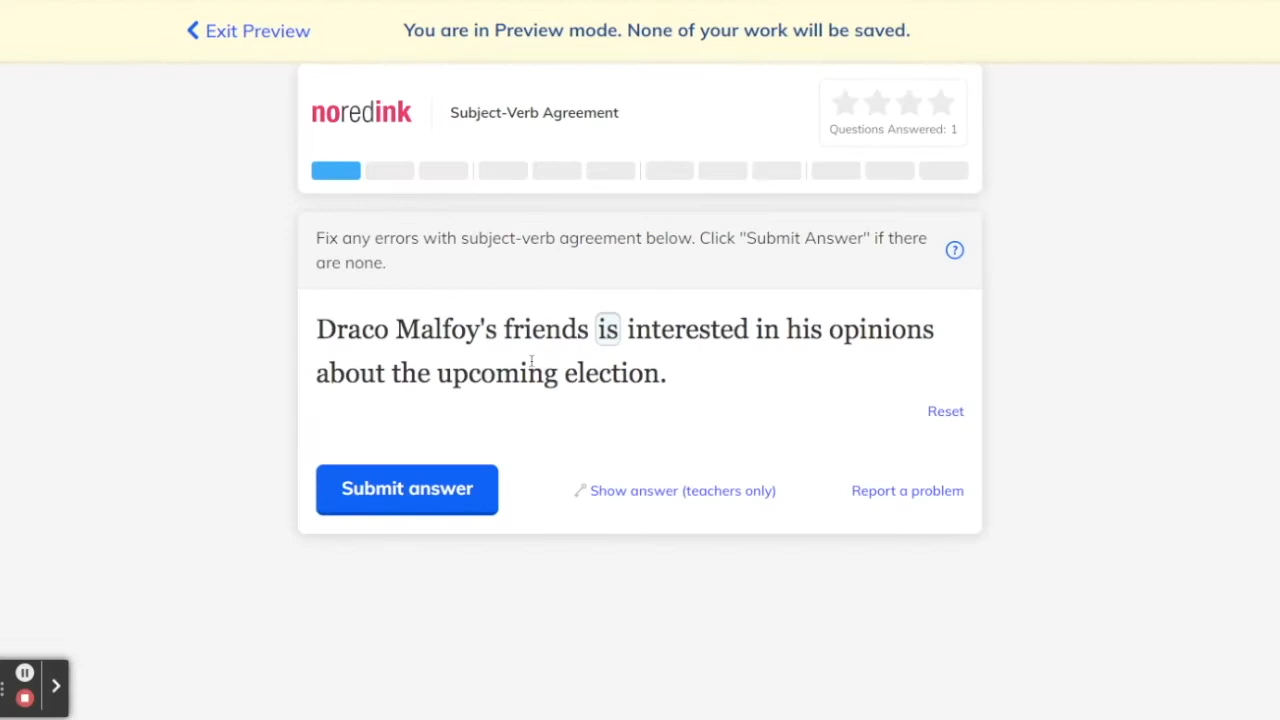 Exit Preview You are in Preview mode. None of your work will be saved.
noredink Subject-Verb Agreement
Questions Answered: 1
Fix any errors with subject-verb agreement below. Click "Submit Answer" if there
are none.
?
Draco Malfoy's friends is interested in his opinions
about the upcoming election.
Reset
Submit answer Show answer (teachers only) Report a problem